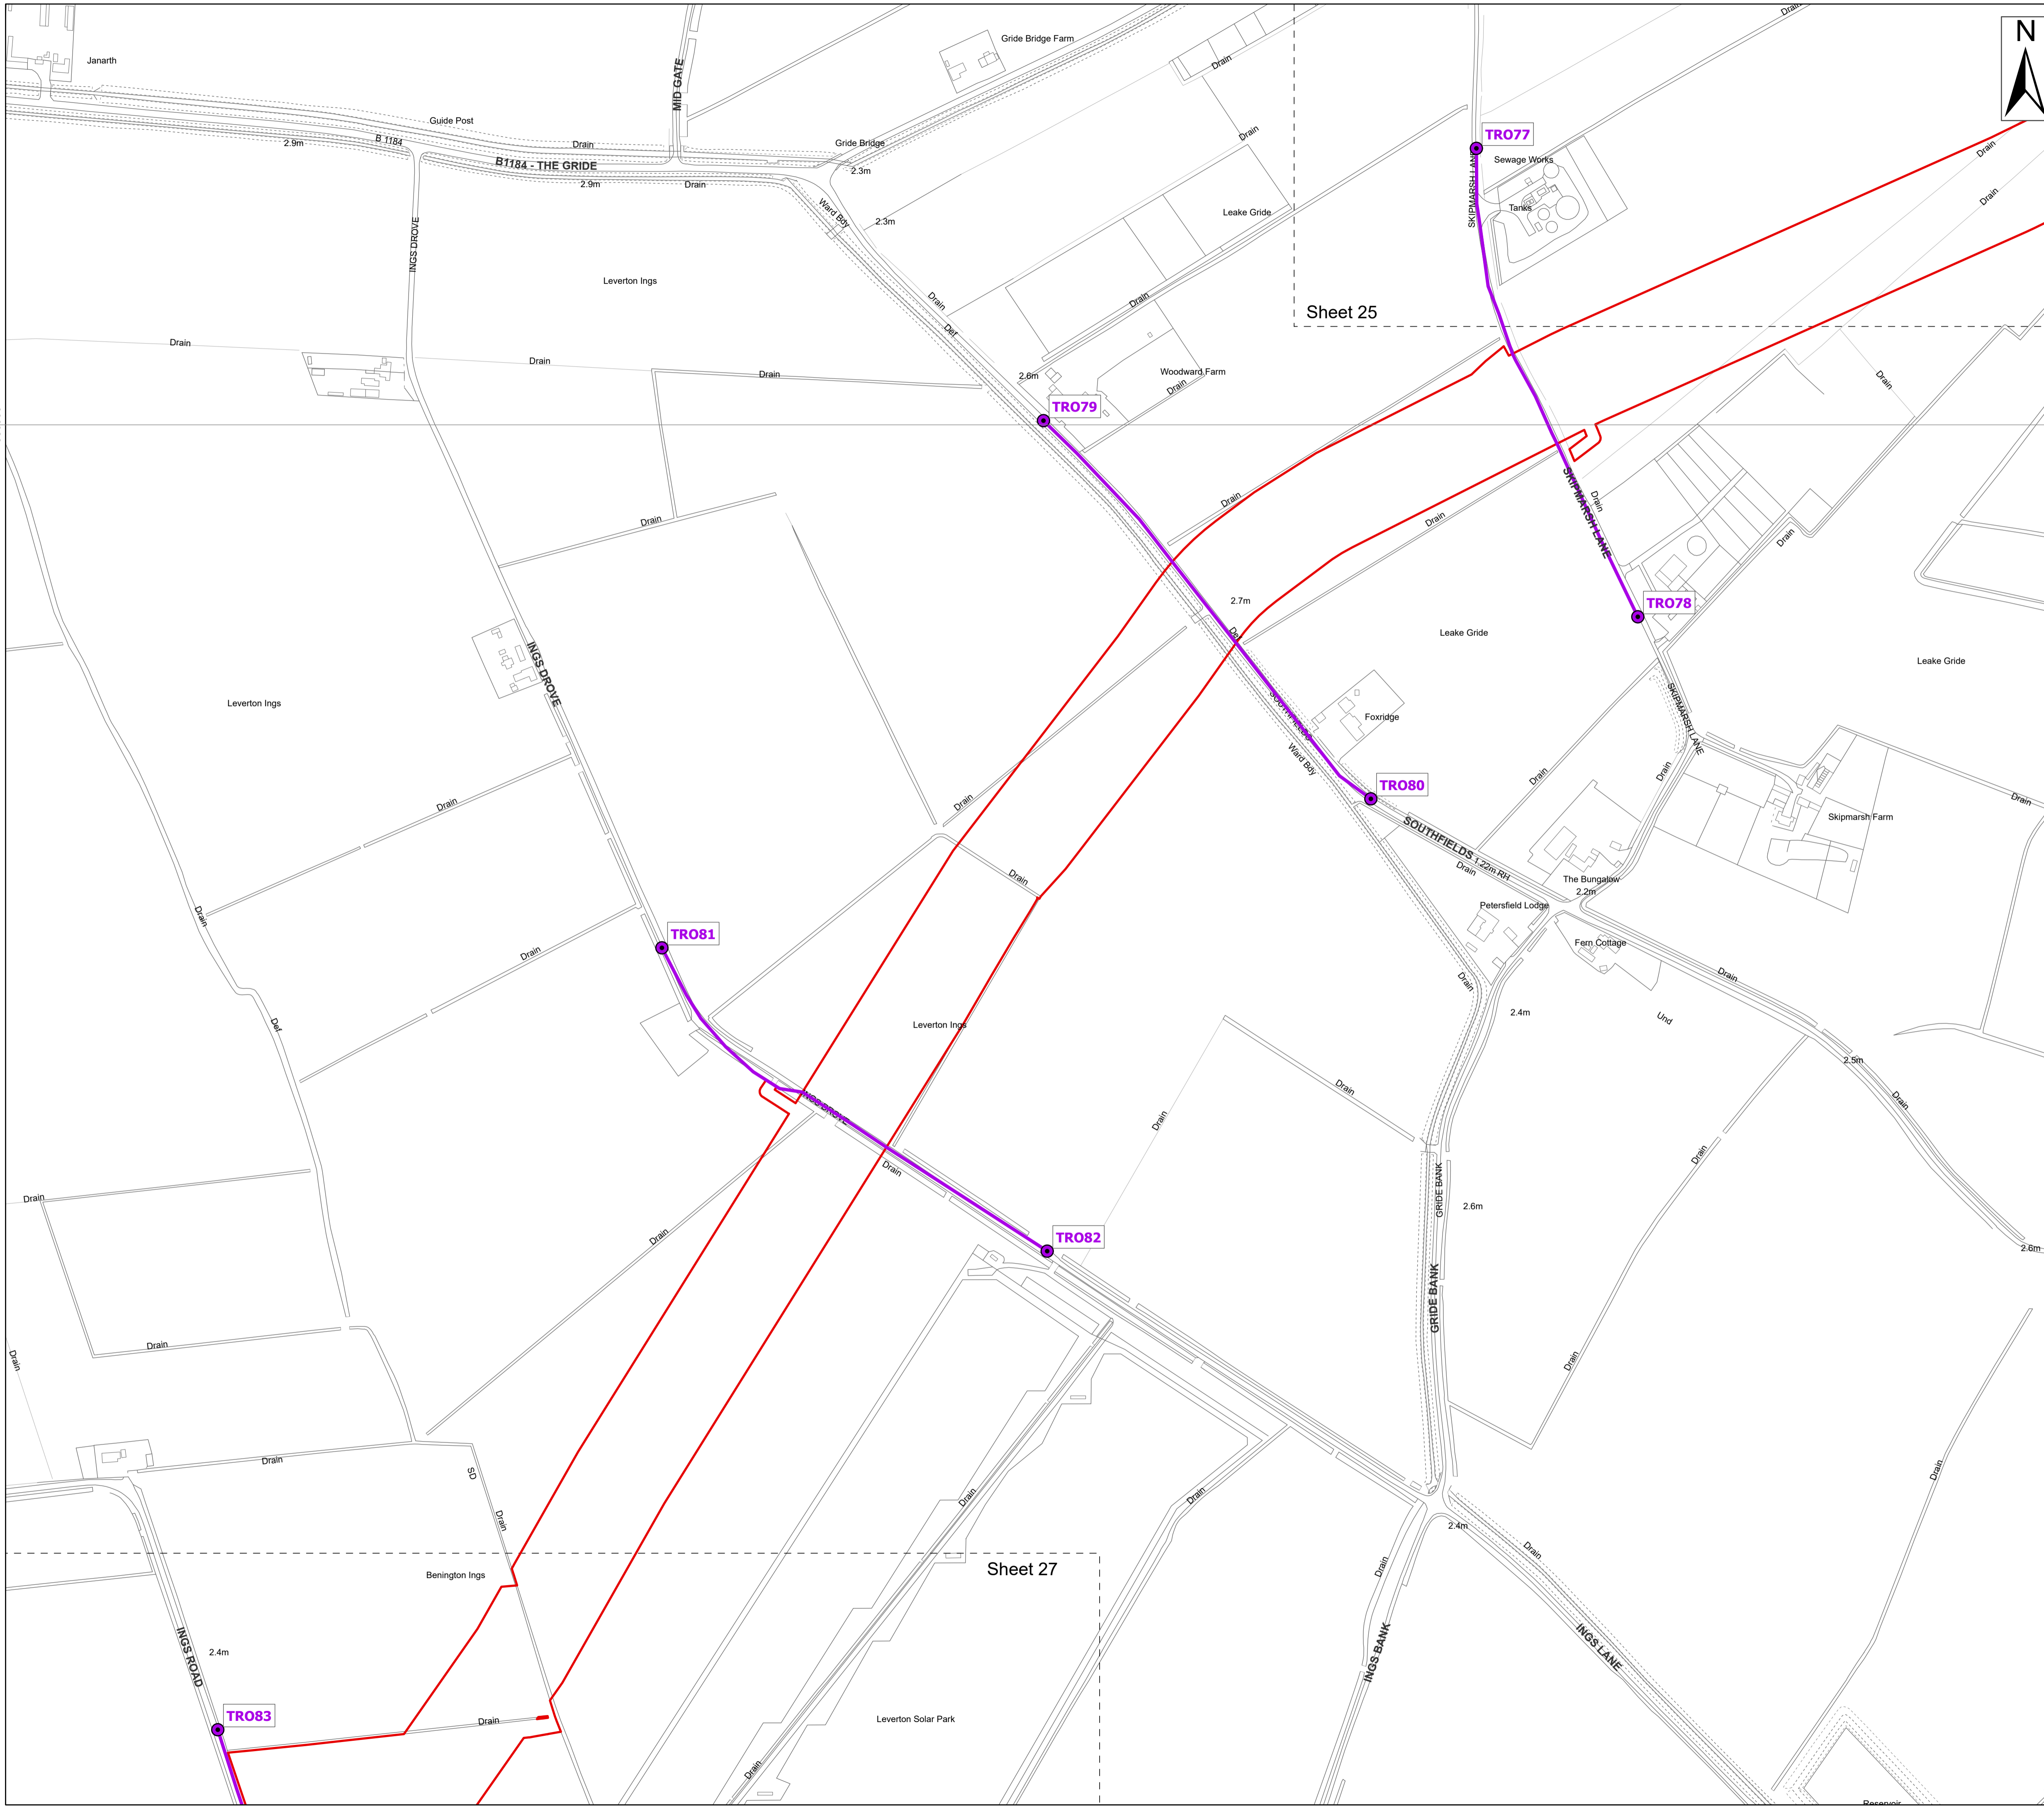 Drain
N
Janarth
Gride Bridge Farm
Drain
MID GATE
Guide Post
Drain
Gride Bridge
Drain
TRO77
Drain
B 1184
2.9m
B1184 - THE GRIDE
2.9m
Drain
2.3m
Sewage Works
SKIPMARSH LANE
Drain
Ward Bdy
2.3m
Leake Gride
Tanks
INGS DROVE
Leverton Ings
Drain
Def
Drain
Sheet 25
Drain
Drain
Drain
2.6m
Woodward Farm
Drain
Drain
TRO79
Drain
Drain
Drain
Drain
SKIPMARSH LANE
Drain
2.7m
TRO78
Def
Leake Gride
Leake Gride
INGS DROVE
Leverton Ings
SOUTHFIELDS
Foxridge
SKIPMARSH LANE
Ward Bdy
TRO80
Drain
Drain
Drain
Drain
Drain
Skipmarsh Farm
SOUTHFIELDS
1.22m RH
Drain
Drain
The Bungalow
2.2m
Petersfield Lodge
Drain
TRO81
Drain
Fern Cottage
Drain
Drain
Def
Leverton Ings
2.4m
Und
2.5m
Drain
Drain
INGS DROVE
Drain
Drain
Drain
Drain
GRIDE BANK
2.6m
Drain
TRO82
2.6m
GRIDE BANK
Drain
Drain
Drain
Drain
SD
Drain
Drain
Drain
Drain
Drain
2.4m
Drain
Drain
Sheet 27
Benington Ings
INGS ROAD
2.4m
INGS BANK
INGS LANE
TRO83
Drain
Leverton Solar Park
Drain
Reservoir